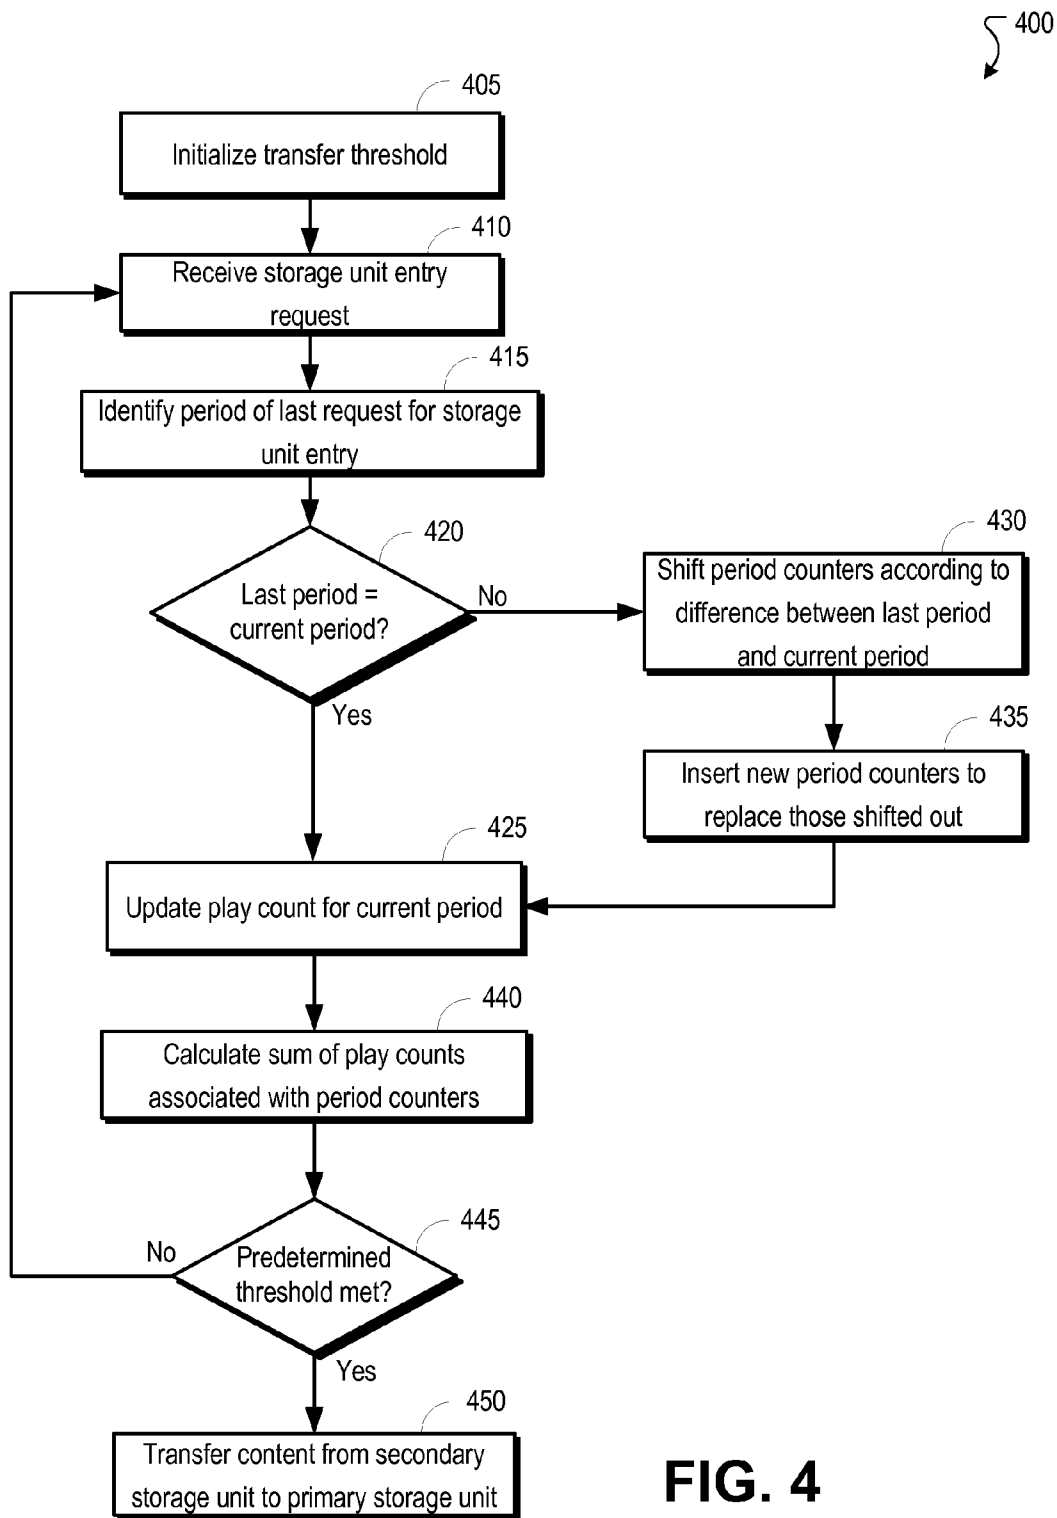 400
405
Initialize transfer threshold
410
Receive storage unit entry
request
415
Identify period of last request for storage
unit entry
420
Last period =
current period?
No
Yes
430
Shift period counters according to
difference between last period
and current period
435
Insert new period counters to
replace those shifted out
425
Update play count for current period
440
Calculate sum of play counts
associated with period counters
445
Predetermined
threshold met?
No
Yes
450
Transfer content from secondary
storage unit to primary storage unit
FIG. 4